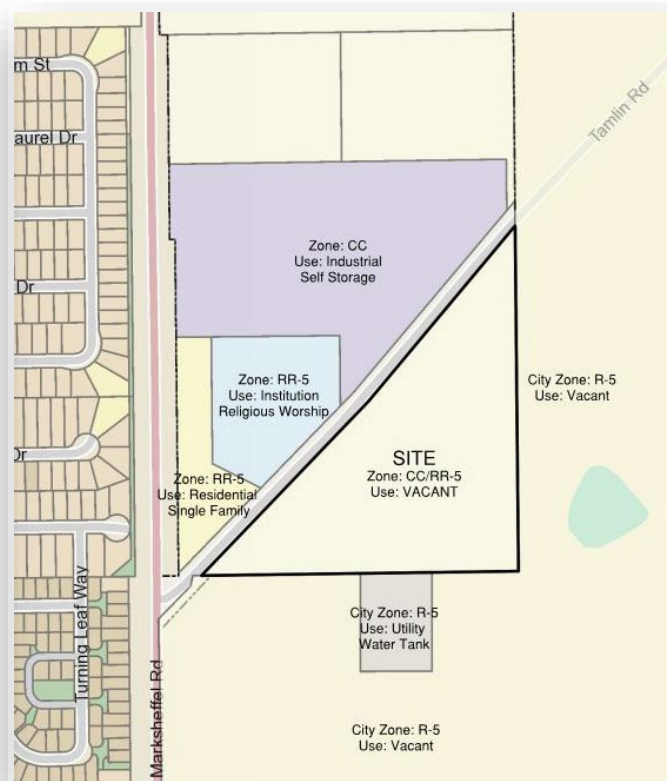 m St
aurel Dr
Tamlin Rd
Zone: CC
Use: Industrial
Self Storage
Dr
Zone: RR-5
Use: Institution
Religious Worship
City Zone: R-5
Use: Vacant
SITE
Zone: CC/RR-5
Use: VACANT
Dr
Zone: RR-5
Use: Residential
Single Family
City Zone: R-5
Use: Utility
Water Tank
Turning Leaf Way
Marksheffel Rd
City Zone: R-5
Use: Vacant